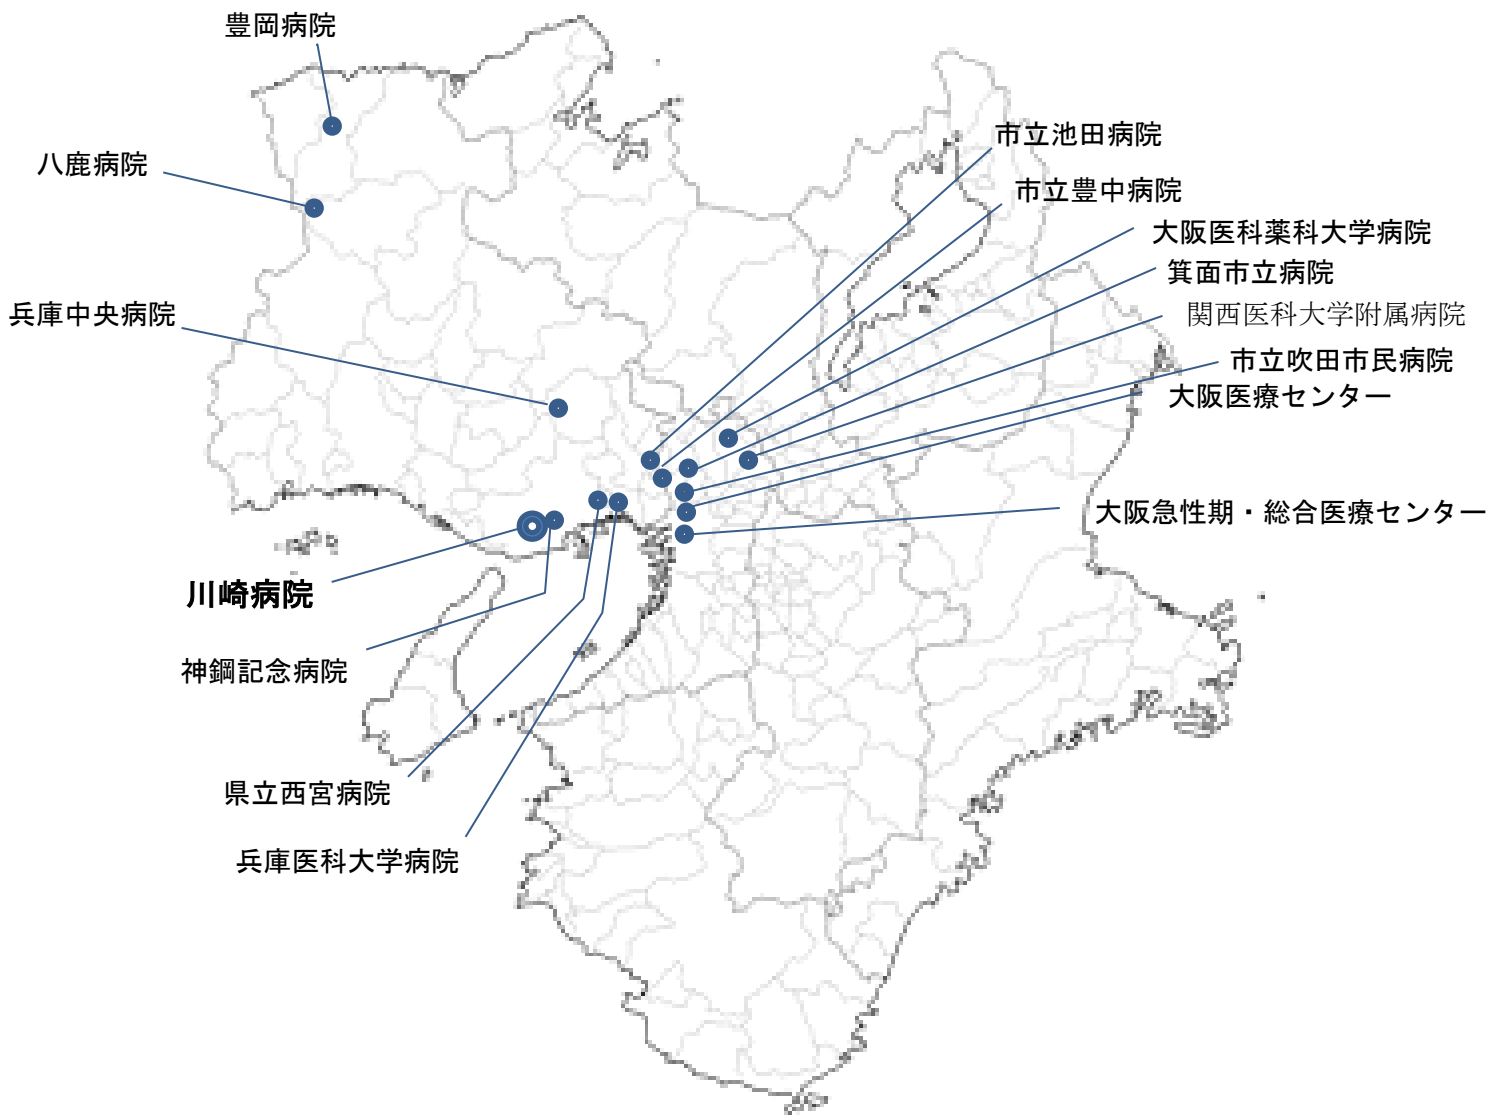 豊岡病院
市立池田病院
八鹿病院
市立豊中病院
大阪医科薬科大学病院
箕面市立病院
兵庫中央病院
関西医科大学附属病院
市立吹田市民病院
大阪医療センター
大阪急性期・総合医療センター
川崎病院
神鋼記念病院
県立西宮病院
兵庫医科大学病院